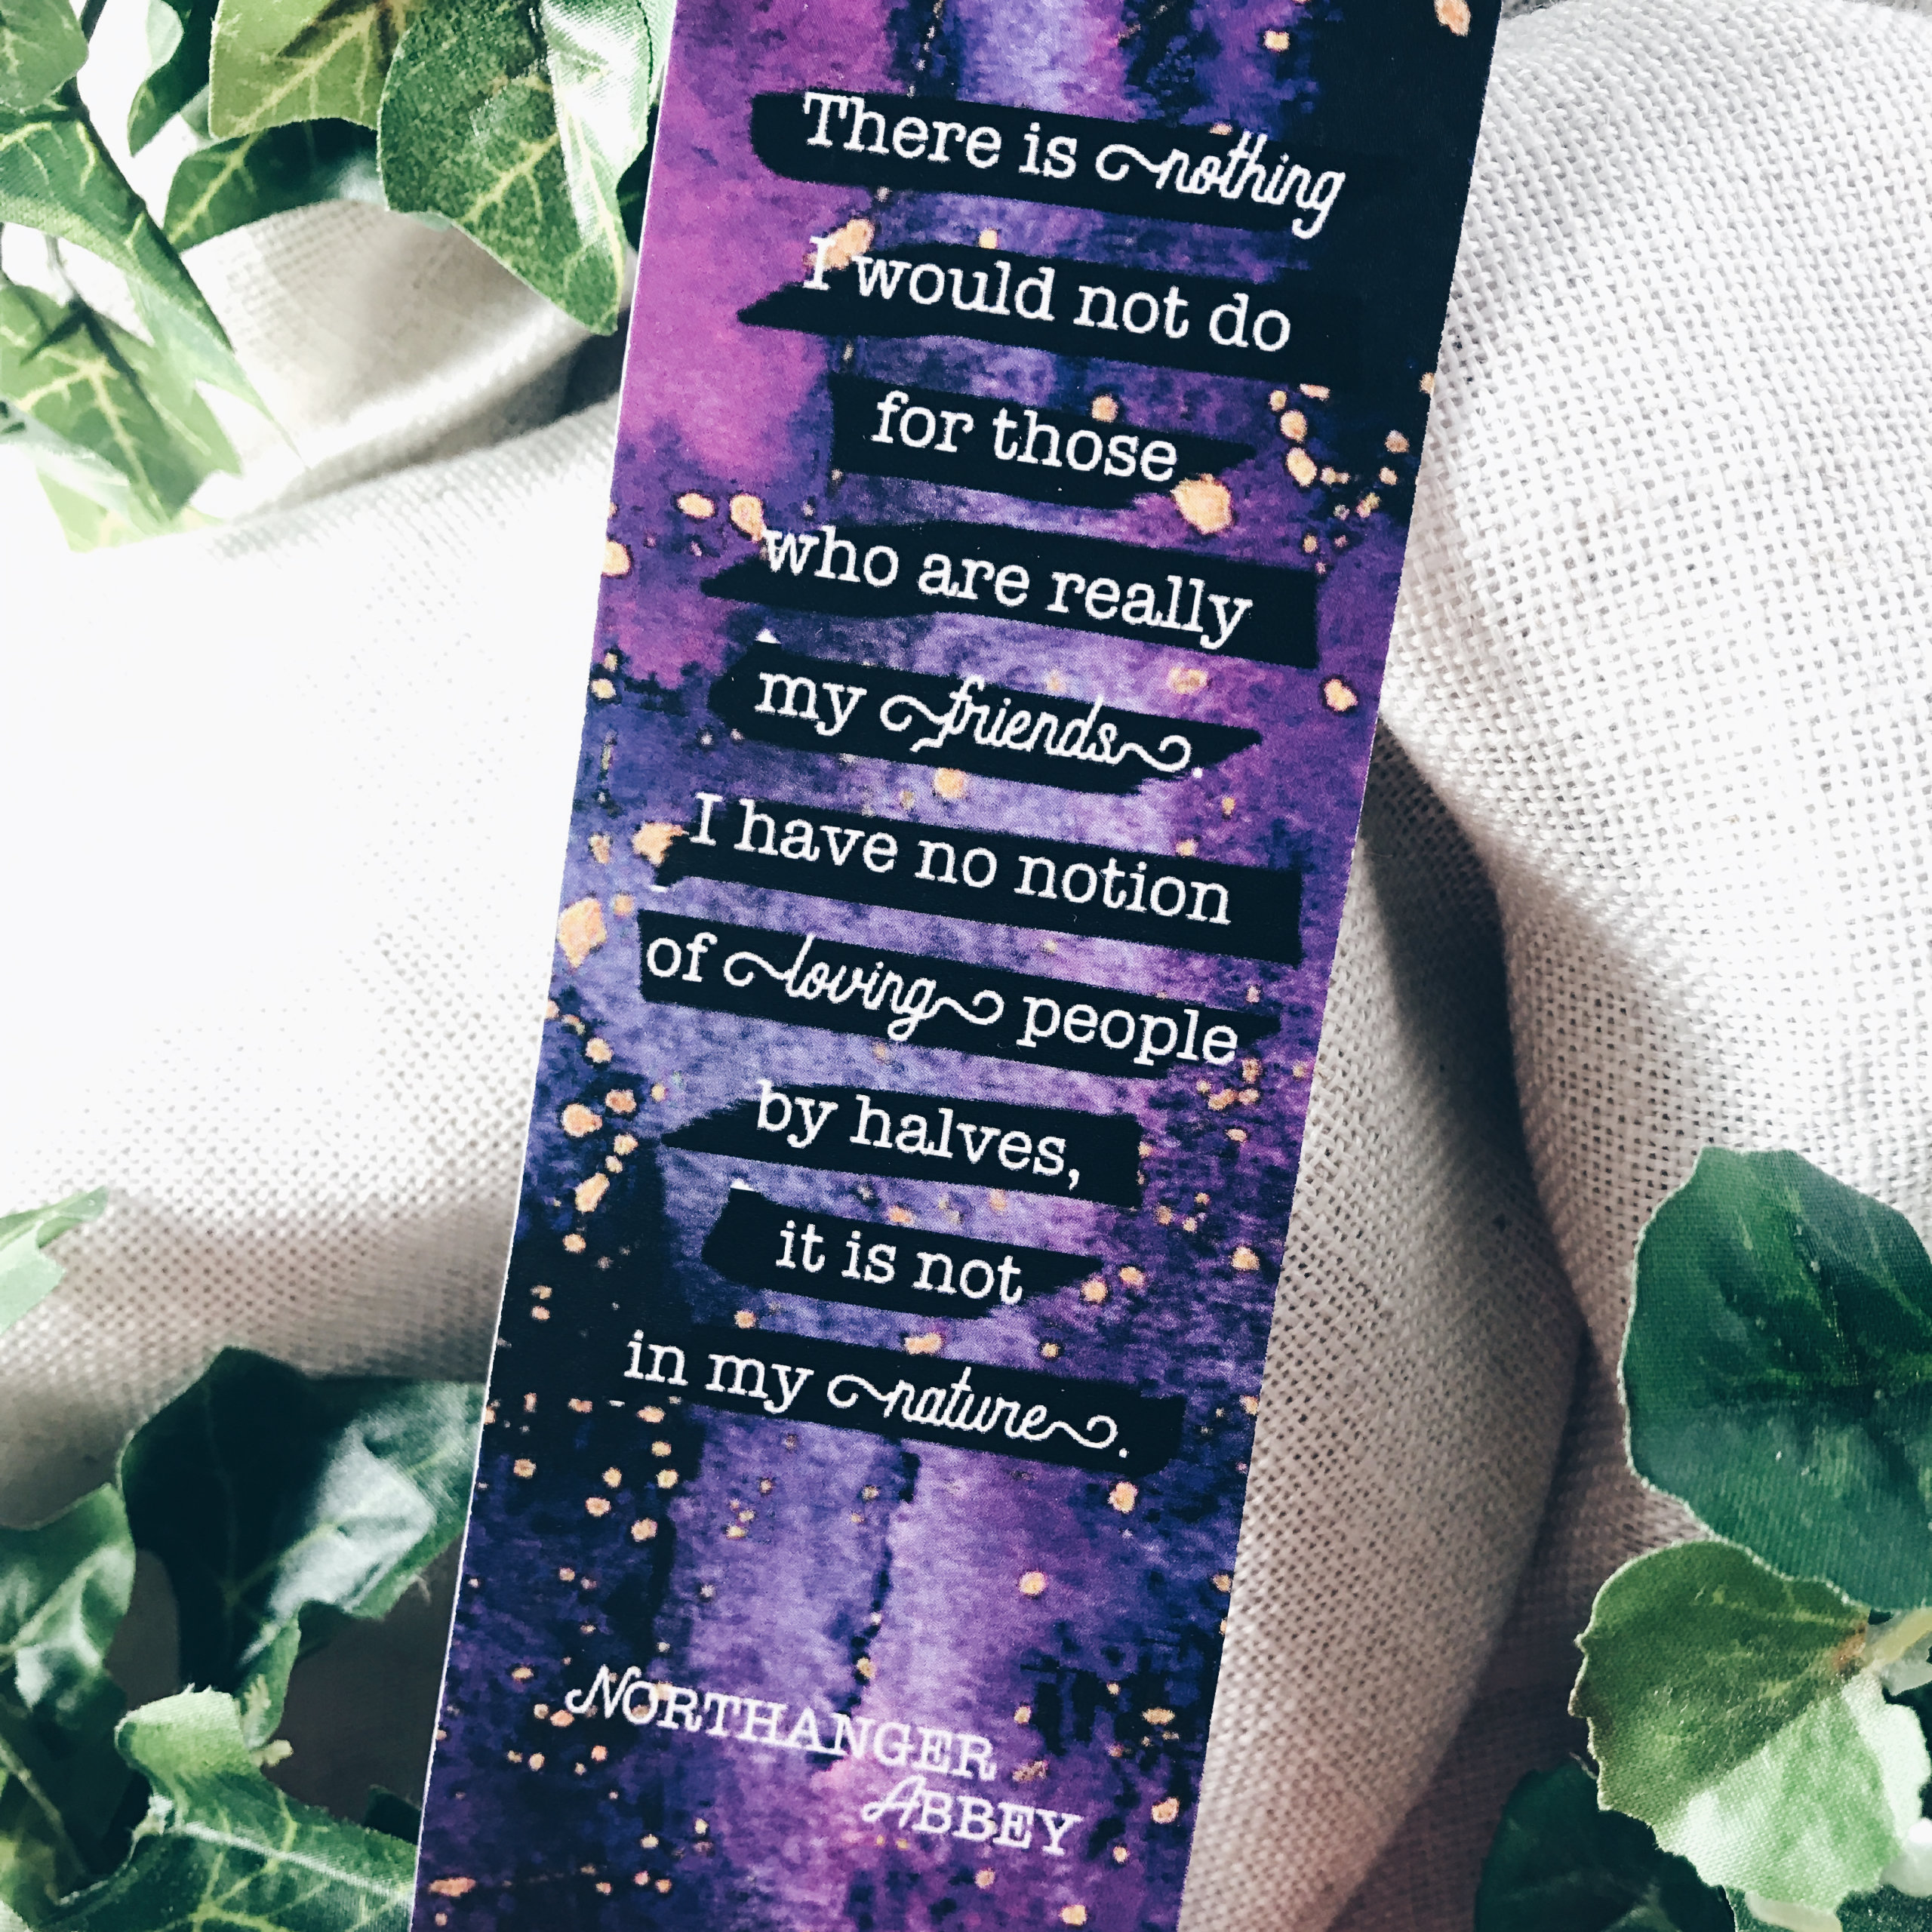 There is nothing
I would not do
for those
who are really
my friends.
I have no notion
of loving people
by halves,
it is not
in my nature.
NORTHANGER
ABBEY